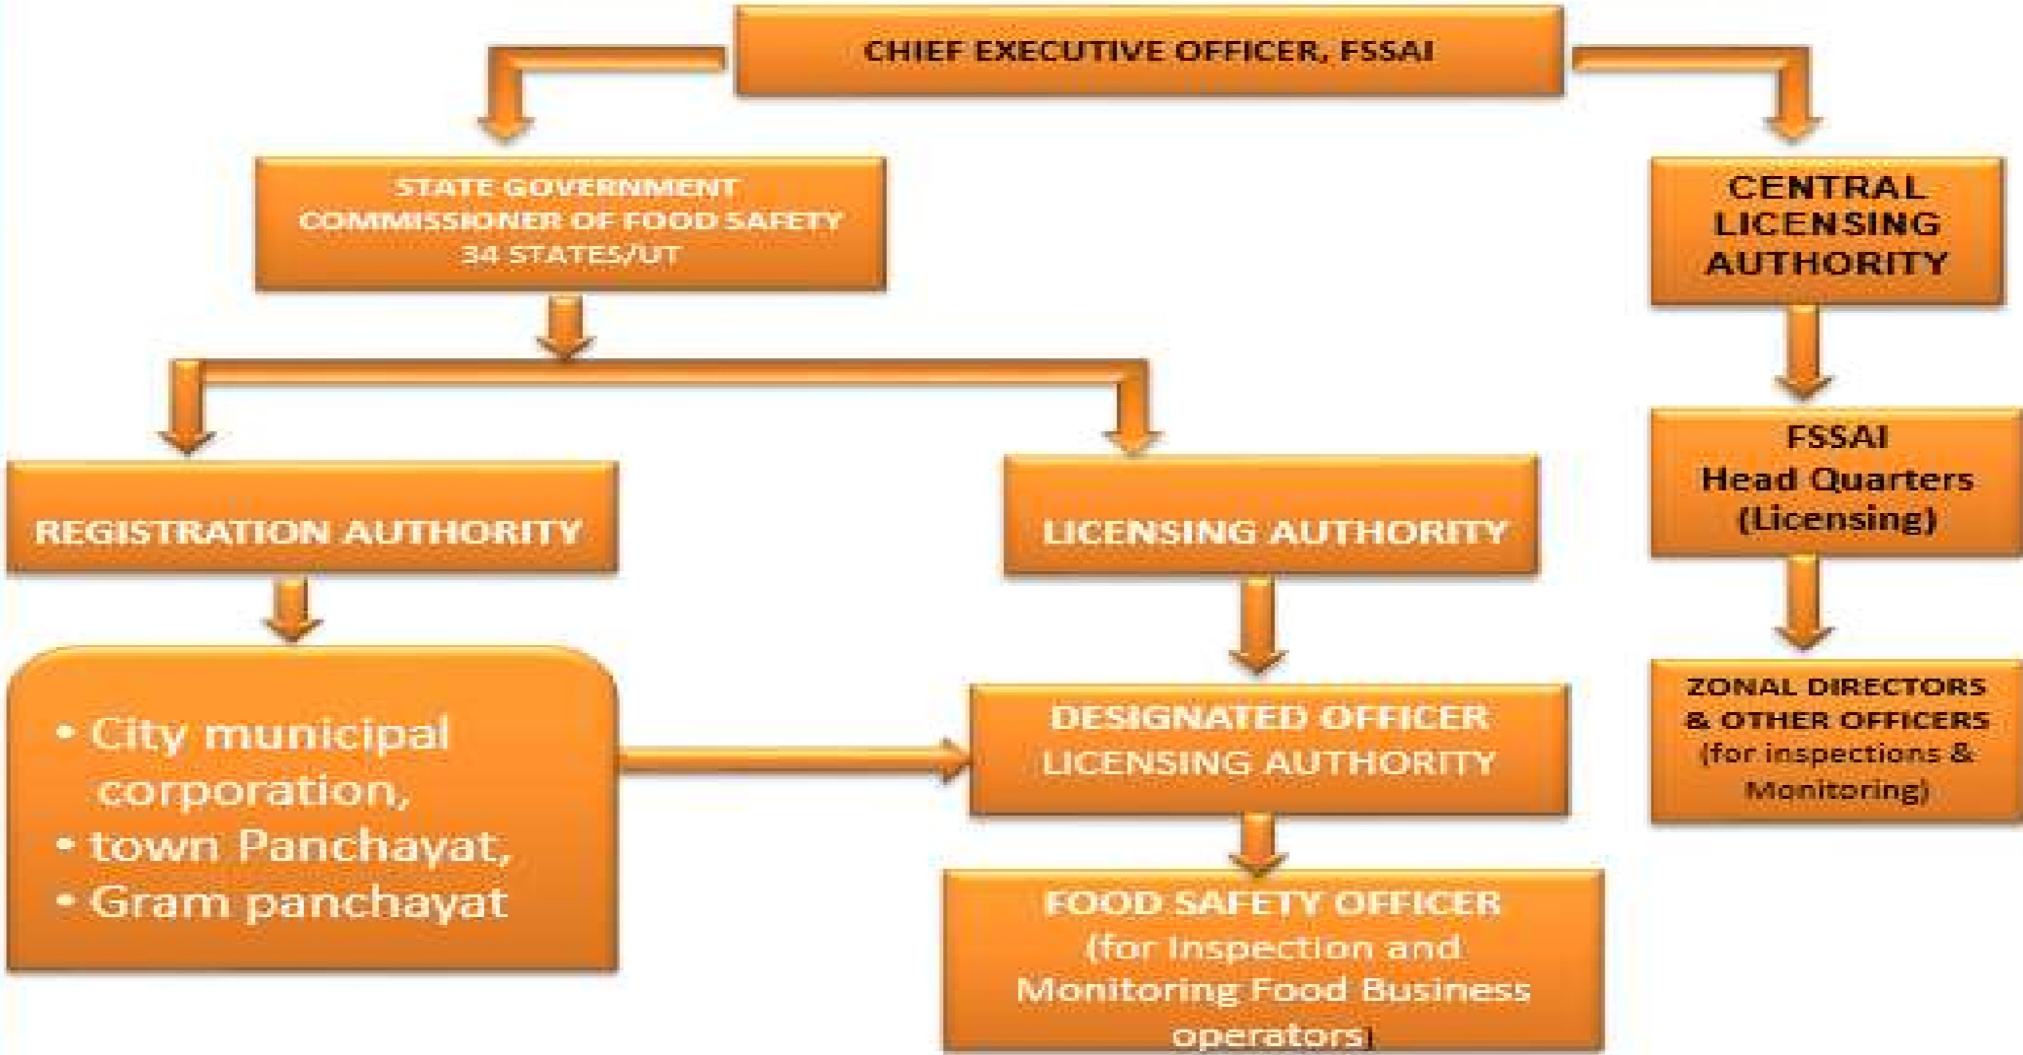 CHIEF EXECUTIVE OFFICER, FSSAI
STATE GOVERNMENT
COMMISSIONER OF FOOD SAFETY
34 STATES/UT
CENTRAL
LICENSING
AUTHORITY
FSSAI
Head Quarters
(Licensing)
REGISTRATION AUTHORITY
LICENSING AUTHORITY
ZONAL DIRECTORS
& OTHER OFFICERS
(for inspections &
Monitoring)
• City municipal
corporation,
• town Panchayat,
• Gram panchayat
DESIGNATED OFFICER
LICENSING AUTHORITY
FOOD SAFETY OFFICER
(for Inspection and
Monitoring Food Business
operators)